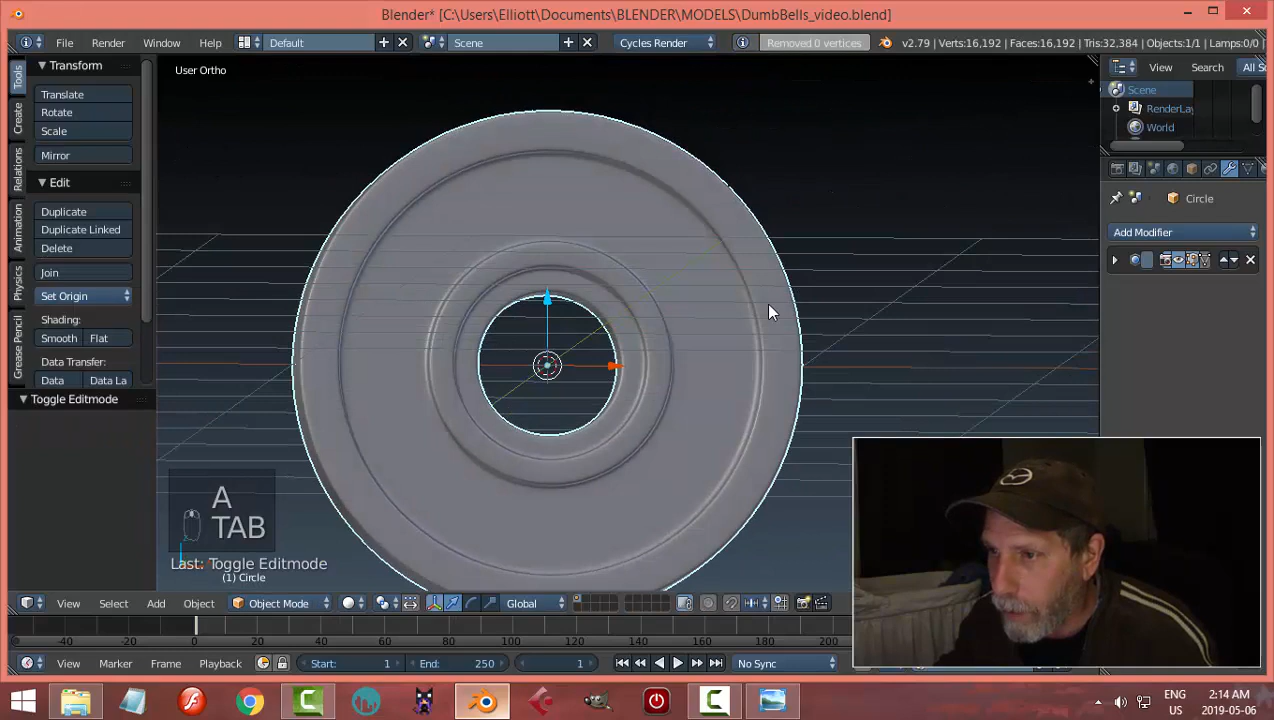 Blender* [C:\Users\Elliott\Documents\BLENDER\MODELS\DumbBells_video.blend]
File Render Window Help Default Scene Cycles Render Removed 0 vertices v2.79 | Verts:16,192 | Faces:16,192 | Tris:32,384 | Objects:1/1 | Lamps:0/0
Tools
Create
Relations
Animation
Physics
Grease Pencil
Transform
Translate
Rotate
Scale
Mirror
Edit
Duplicate
Duplicate Linked
Delete
Join
Set Origin
Shading:
Smooth Flat
Data Transfer:
Data Data La
Toggle Editmode
User Ortho
A
TAB
Last: Toggle Editmode
(1) Circle
View Search All Sc
Scene
RenderLay
World
Circle
Add Modifier
View Select Add Object Object Mode Global
-40 -20 0 20 40 60 80 100 120 140 160 180 200
View Marker Frame Playback Start: 1 End: 250 1 No Sync
ENG
US
2:14 AM
2019-05-06